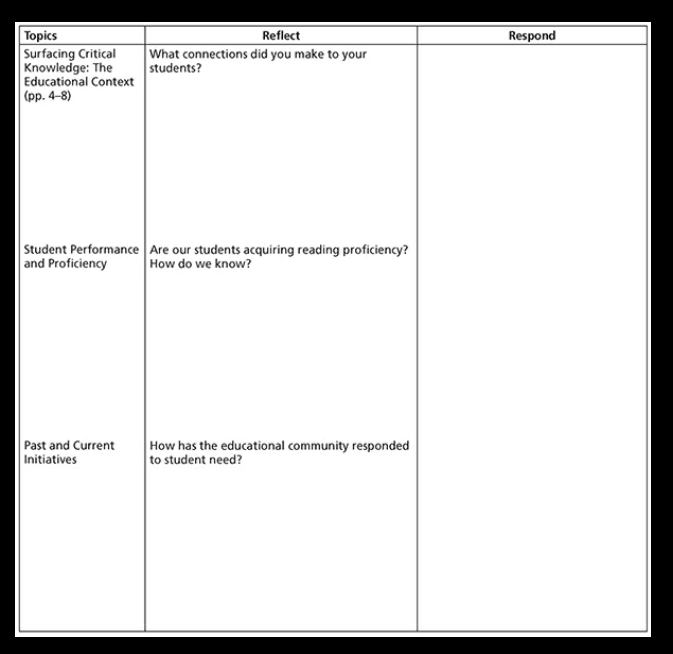 Topics
Reflect
Respond
Surfacing Critical
Knowledge: The
Educational Context
(pp. 4–8)
What connections did you make to your
students?
Student Performance
and Proficiency
Are our students acquiring reading proficiency?
How do we know?
Past and Current
Initiatives
How has the educational community responded
to student need?